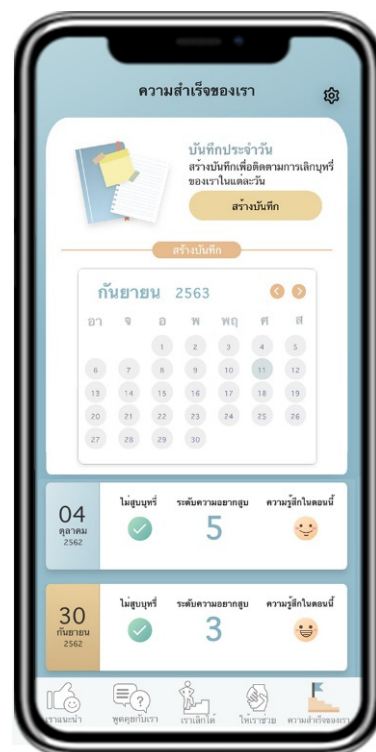 ความสำเร็จของเรา
บันทึกประจำวัน
สร้างบันทึกเพื่อติดตามการเลิกบุหรี่
ของเราในแต่ละวัน
สร้างบันทึก
สร้างบันทึก
กันยายน 2563
อา จ อ พ พฤ ศ ส
1 2 3 4 5
6 7 8 9 10 11 12
13 14 15 16 17 18 19
20 21 22 23 24 25 26
27 28 29 30
ไม่สูบบุหรี่ ระดับความอยากสูบ ความรู้สึกในตอนนี้
04
ตุลาคม
2562
5
ไม่สูบบุหรี่ ระดับความอยากสูบ ความรู้สึกในตอนนี้
30
กันยายน
2562
3
เราแนะนำ พูดคุยกับเรา เราเลิกได้ ให้เราช่วย ความสำเร็จของเรา